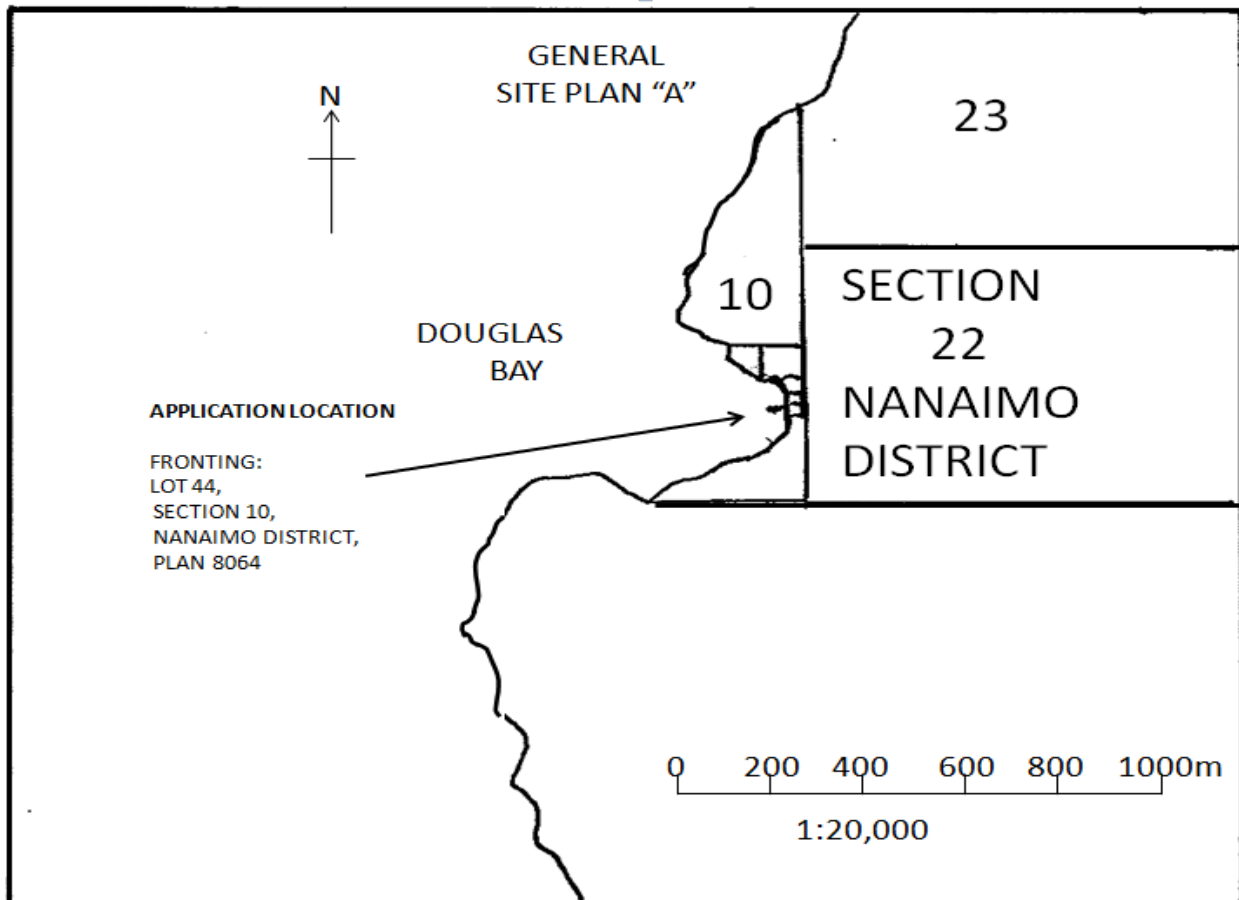 GENERAL
SITE PLAN “A”
N
23
10
SECTION
22
NANAIMO
DISTRICT
DOUGLAS
BAY
APPLICATION LOCATION
FRONTING:
LOT 44,
SECTION 10,
NANAIMO DISTRICT,
PLAN 8064
0 200 400 600 800 1000m
1:20,000